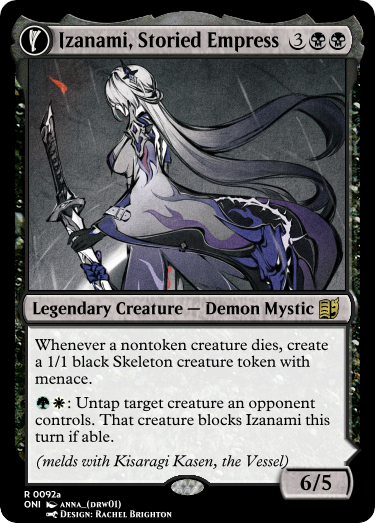 Izanami, Storied Empress 3
Legendary Creature — Demon Mystic
Whenever a nontoken creature dies, create
a 1/1 black Skeleton creature token with
menace.
: Untap target creature an opponent
controls. That creature blocks Izanami this
turn if able.
(melds with Kisaragi Kasen, the Vessel)
6/5
R 0092a
ONI ANNA_(DRW01)
Design: Rachel Brighton